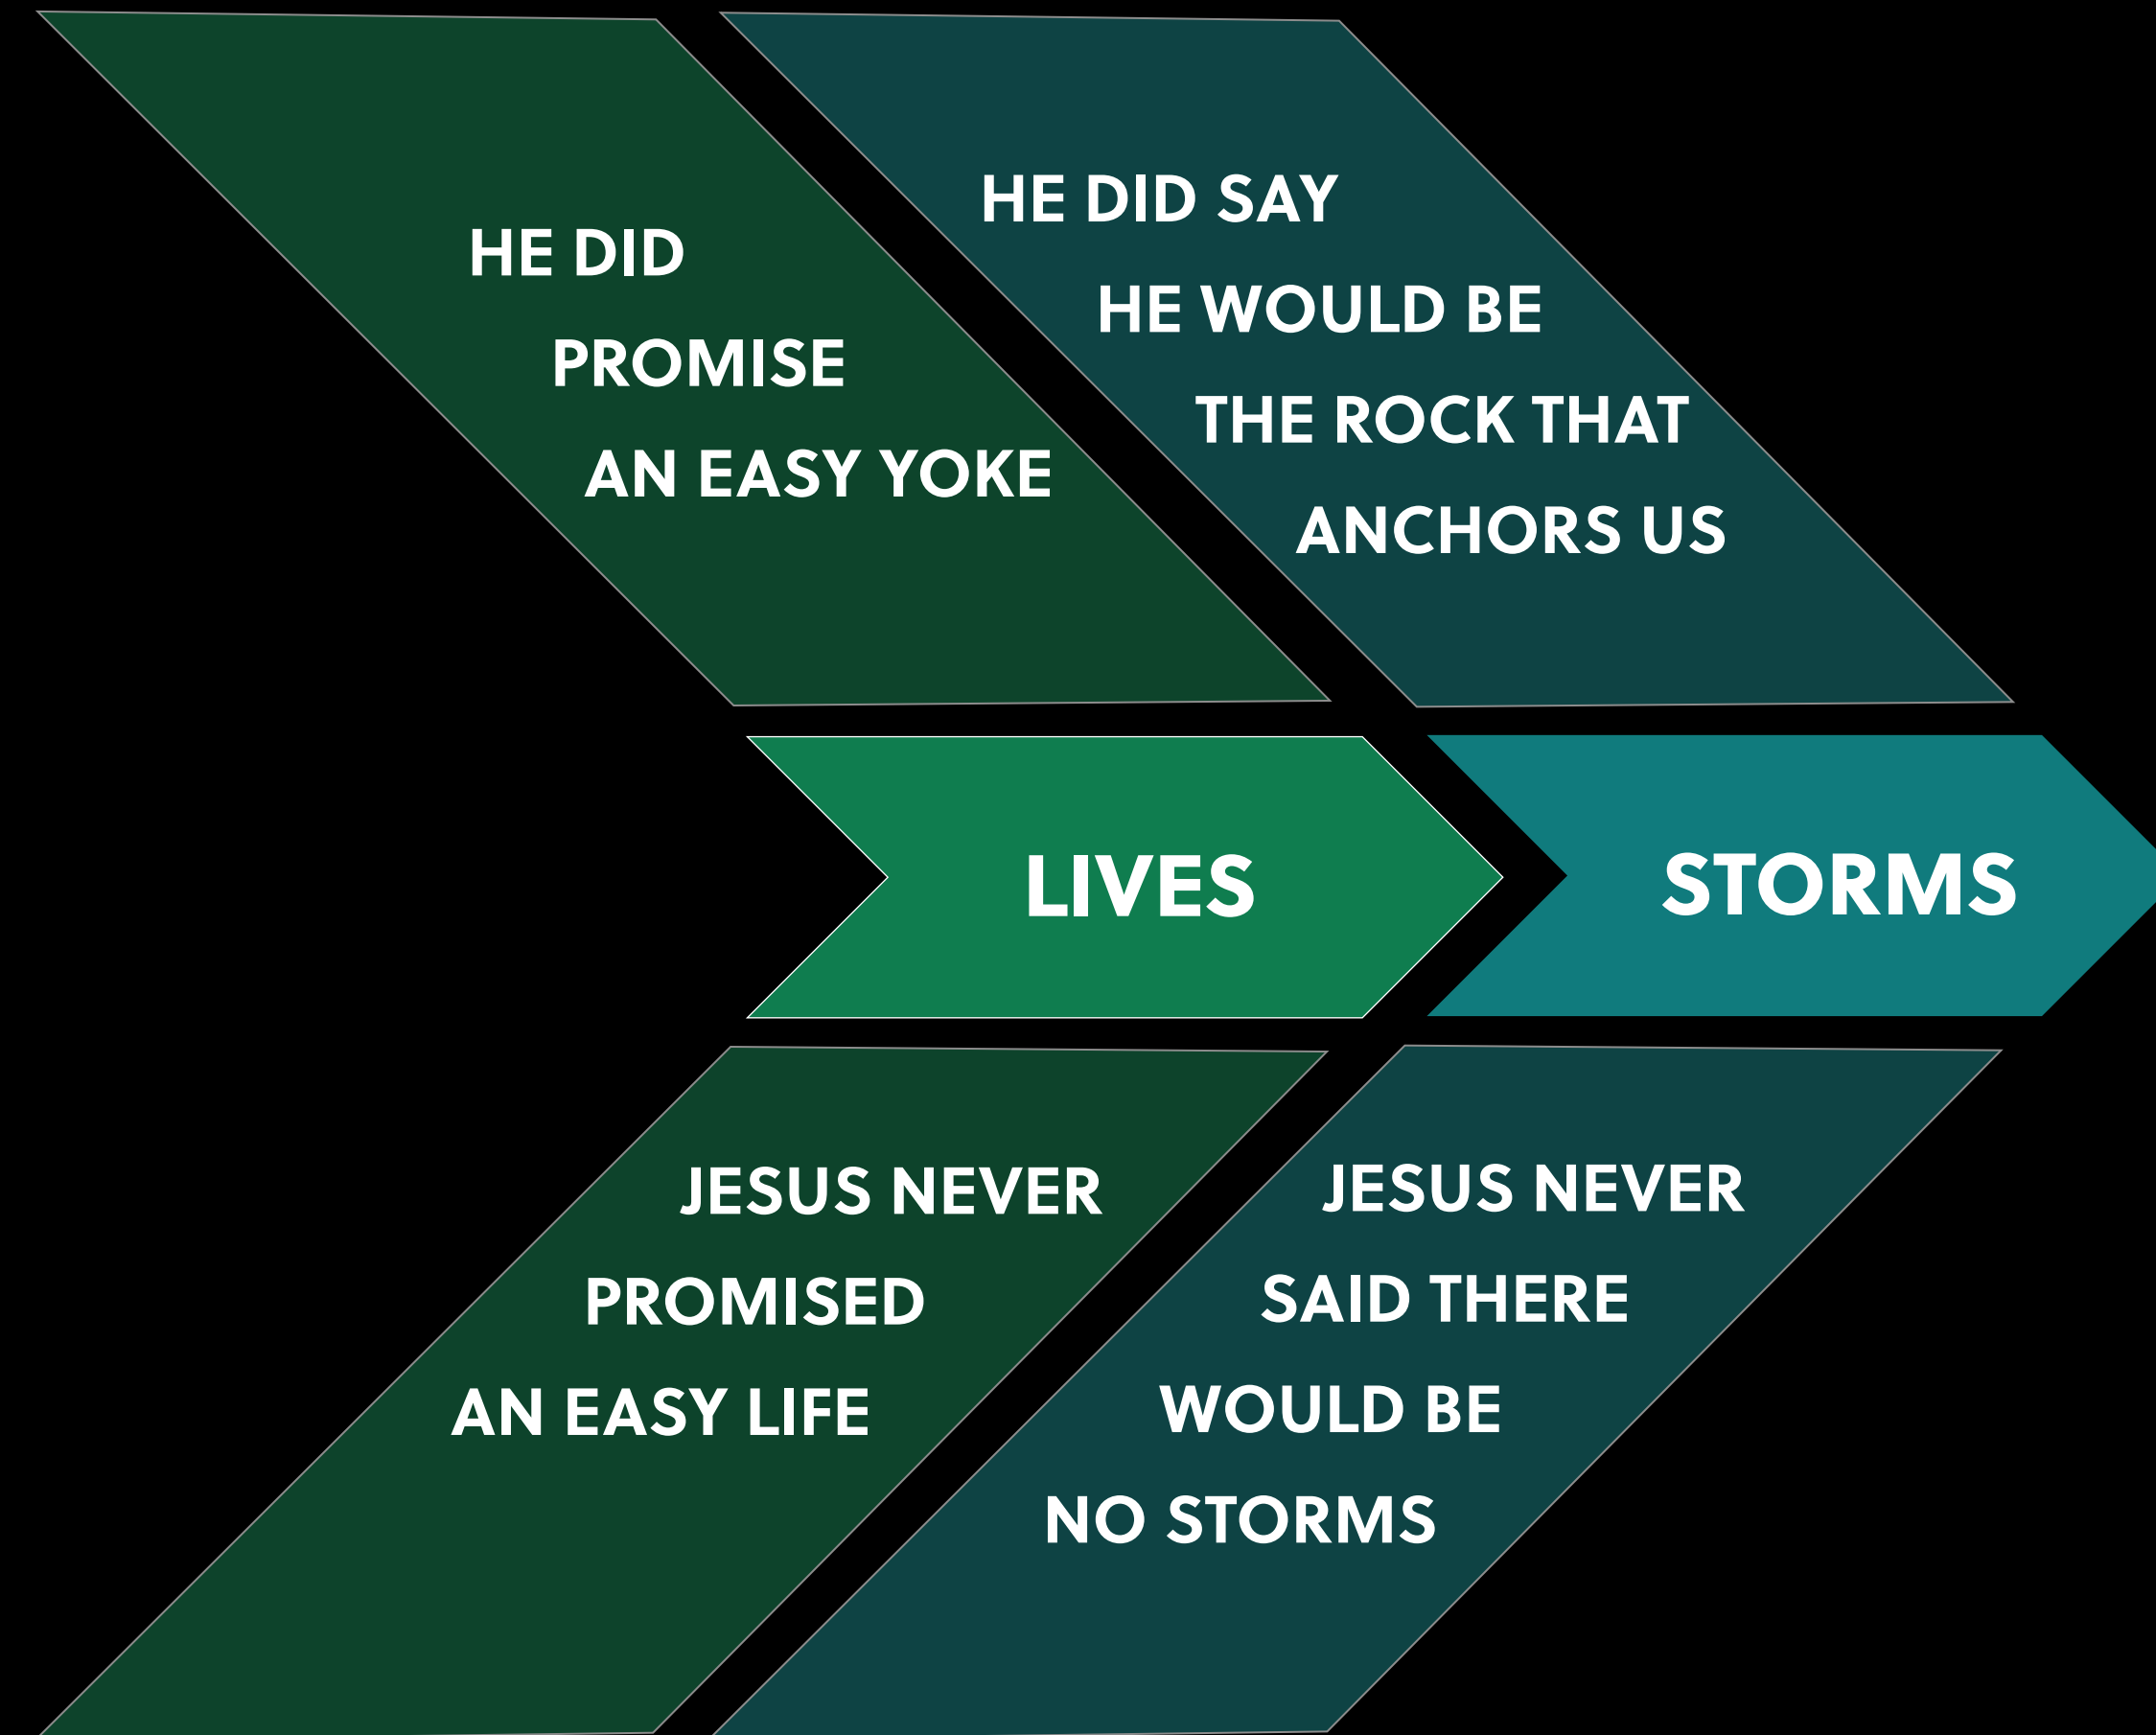 HE DID
PROMISE
AN EASY YOKE
HE DID SAY
HE WOULD BE
THE ROCK THAT
ANCHORS US
LIVES
STORMS
JESUS NEVER
PROMISED
AN EASY LIFE
JESUS NEVER
SAID THERE
WOULD BE
NO STORMS